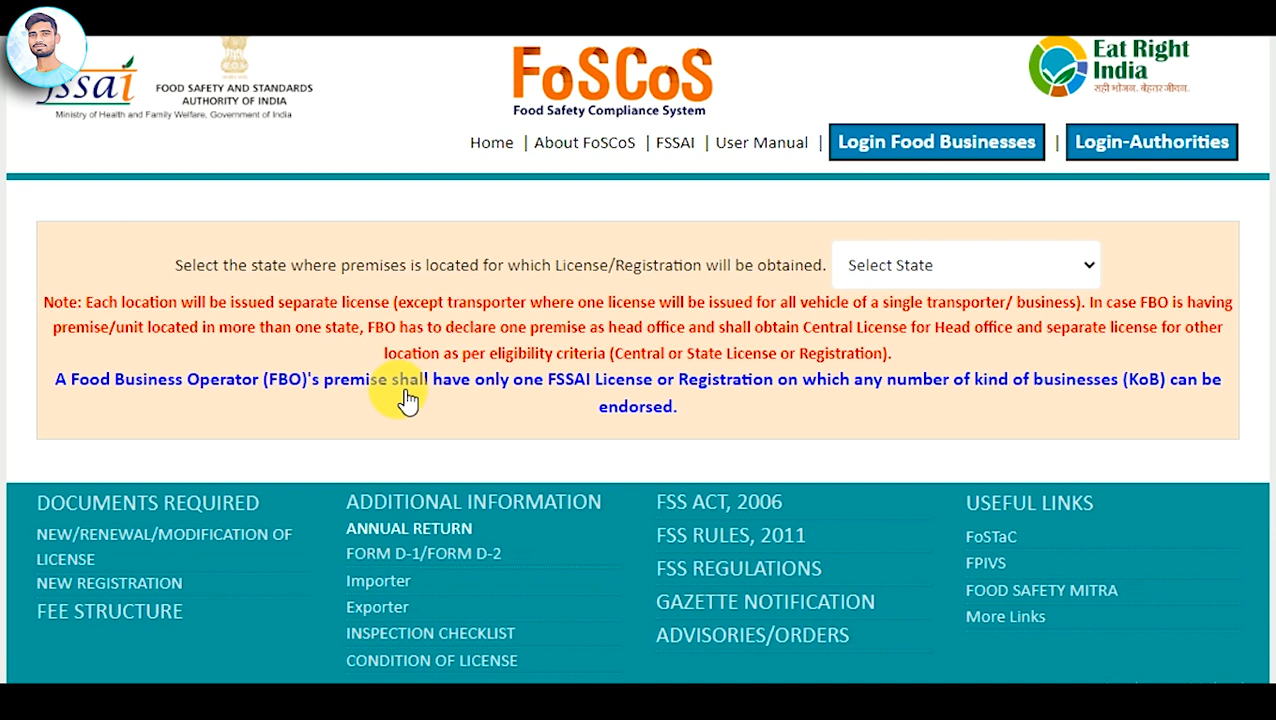 fssai
FOOD SAFETY AND STANDARDS
AUTHORITY OF INDIA
Ministry of Health and Family Welfare, Government of India
FoSCoS
Food Safety Compliance System
Eat Right
India
सही भोजन. बेहतर जीवन.
Home | About FoSCoS | FSSAI | User Manual | Login Food Businesses | Login-Authorities
Select the state where premises is located for which License/Registration will be obtained. Select State
Note: Each location will be issued separate license (except transporter where one license will be issued for all vehicle of a single transporter/ business). In case FBO is having
premise/unit located in more than one state, FBO has to declare one premise as head office and shall obtain Central License for Head office and separate license for other
location as per eligibility criteria (Central or State License or Registration).
A Food Business Operator (FBO)'s premise shall have only one FSSAI License or Registration on which any number of kind of businesses (KoB) can be
endorsed.
DOCUMENTS REQUIRED
NEW/RENEWAL/MODIFICATION OF
LICENSE
NEW REGISTRATION
FEE STRUCTURE
ADDITIONAL INFORMATION
ANNUAL RETURN
FORM D-1/FORM D-2
Importer
Exporter
INSPECTION CHECKLIST
CONDITION OF LICENSE
FSS ACT, 2006
FSS RULES, 2011
FSS REGULATIONS
GAZETTE NOTIFICATION
ADVISORIES/ORDERS
USEFUL LINKS
FoSTaC
FPIVS
FOOD SAFETY MITRA
More Links